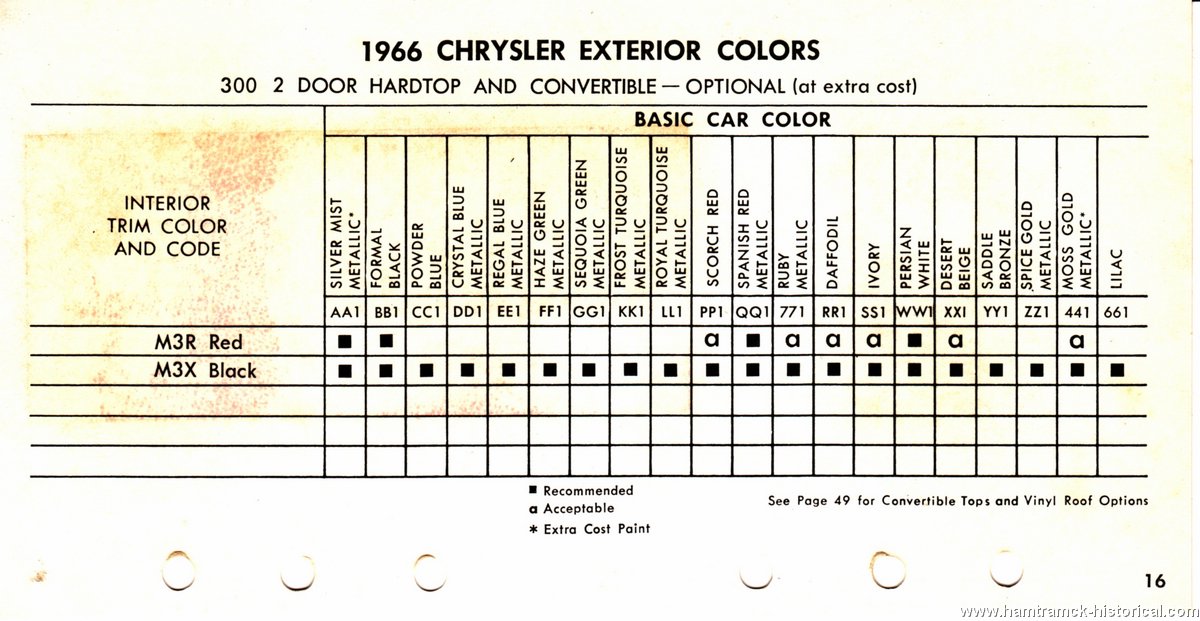 1966 CHRYSLER EXTERIOR COLORS
300 2 DOOR HARDTOP AND CONVERTIBLE — OPTIONAL (at extra cost)
BASIC CAR COLOR
INTERIOR
TRIM COLOR
AND CODE
SILVER MIST
METALLIC*
FORMAL
BLACK
POWDER
BLUE
CRYSTAL BLUE
METALLIC
REGAL BLUE
METALLIC
HAZE GREEN
METALLIC
SEQUOIA GREEN
METALLIC
FROST TURQUOISE
METALLIC
ROYAL TURQUOISE
METALLIC
SCORCH RED
SPANISH RED
METALLIC
RUBY
METALLIC
DAFFODIL
IVORY
PERSIAN
WHITE
DESERT
BEIGE
SADDLE
BRONZE
SPICE GOLD
METALLIC
MOSS GOLD
METALLIC*
LILAC
AA1 BB1 CC1 DD1 EE1 FF1 GG1 KK1 LL1 PP1 QQ1 771 RR1 SS1 WW1 XXI YY1 ZZ1 441 661
M3R Red ■ ■ a ■ a a a ■ a a
M3X Black ■ ■ ■ ■ ■ ■ ■ ■ ■ ■ ■ ■ ■ ■ ■ ■ ■ ■ ■ ■
■ Recommended
a Acceptable
* Extra Cost Paint
See Page 49 for Convertible Tops and Vinyl Roof Options
16
www.hamtramck-historical.com